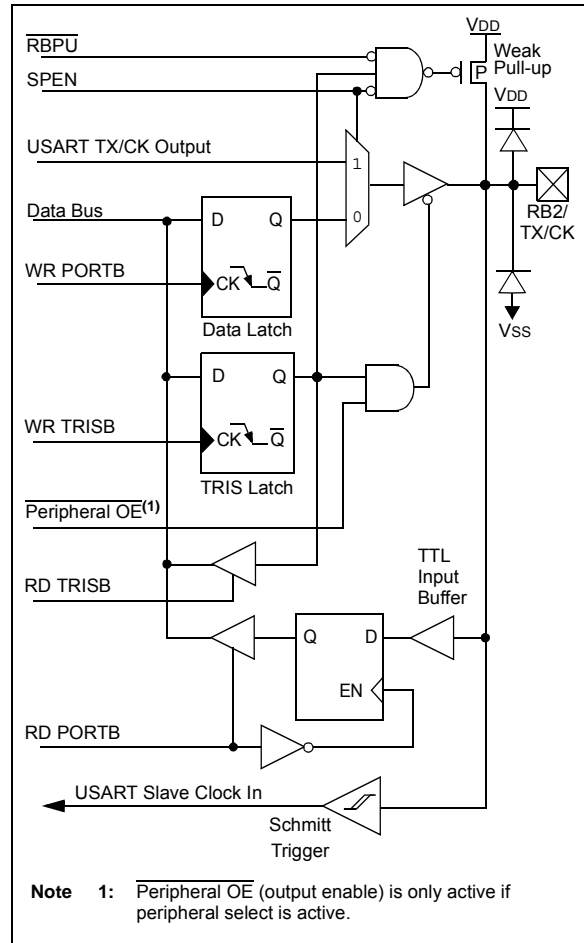 VDD
RBPU
Weak
Pull-up
P
SPEN
VDD
USART TX/CK Output
1
Data Bus
D Q
0
RB2/
TX/CK
WR PORTB
CK Q
Data Latch
VSS
D Q
WR TRISB
CK Q
TRIS Latch
Peripheral OE(1)
RD TRISB
TTL
Input
Buffer
Q D
EN
RD PORTB
USART Slave Clock In
Schmitt
Trigger
Note 1: Peripheral OE (output enable) is only active if
peripheral select is active.